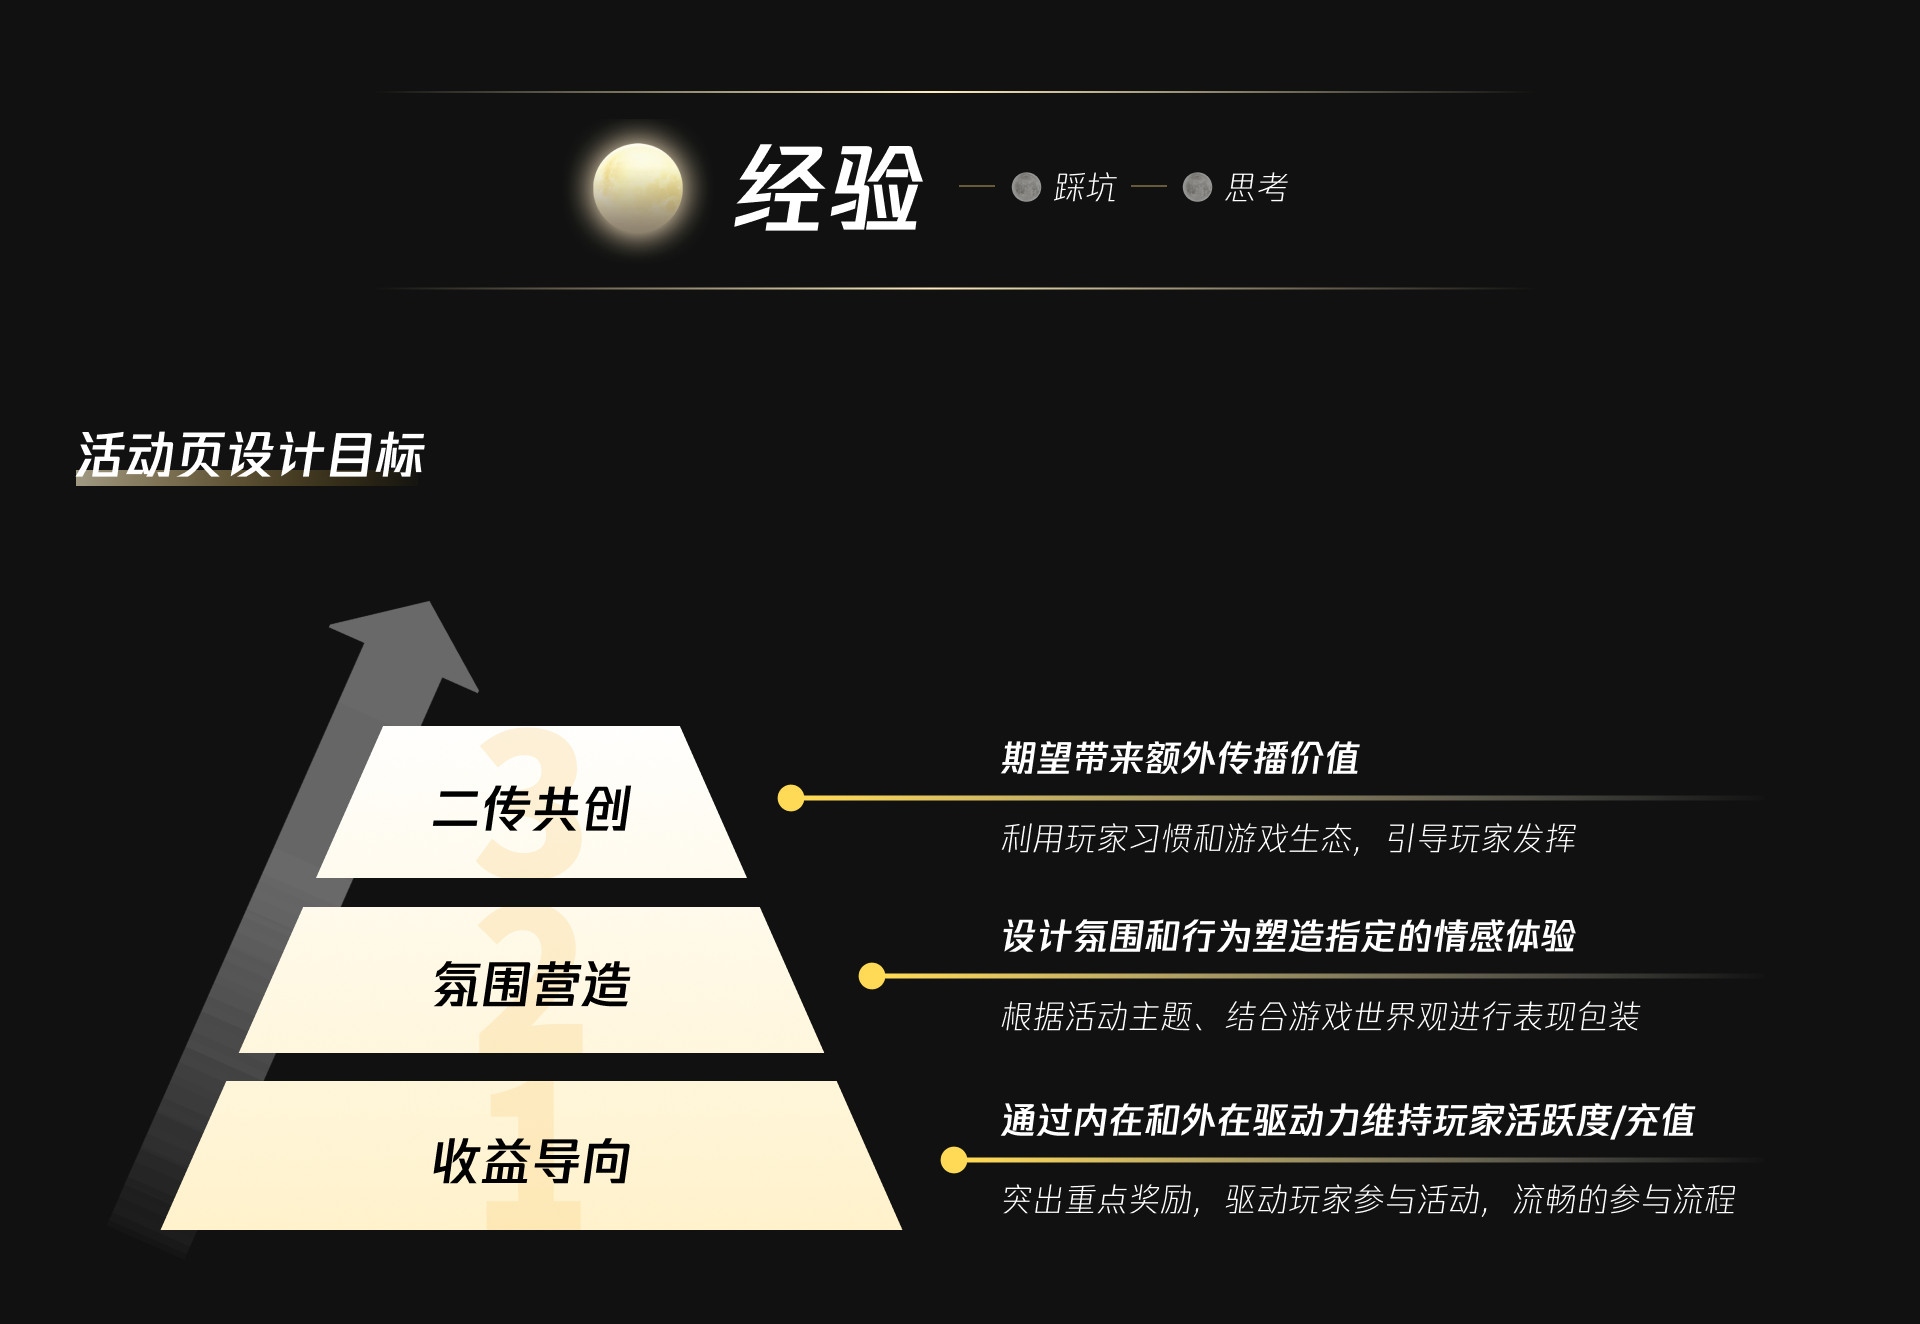 经验
踩坑
思考
活动页设计目标
3
二传共创
期望带来额外传播价值
利用玩家习惯和游戏生态，引导玩家发挥
2
氛围营造
设计氛围和行为塑造指定的情感体验
根据活动主题、结合游戏世界观进行表现包装
1
收益导向
通过内在和外在驱动力维持玩家活跃度/充值
突出重点奖励，驱动玩家参与活动，流畅的参与流程